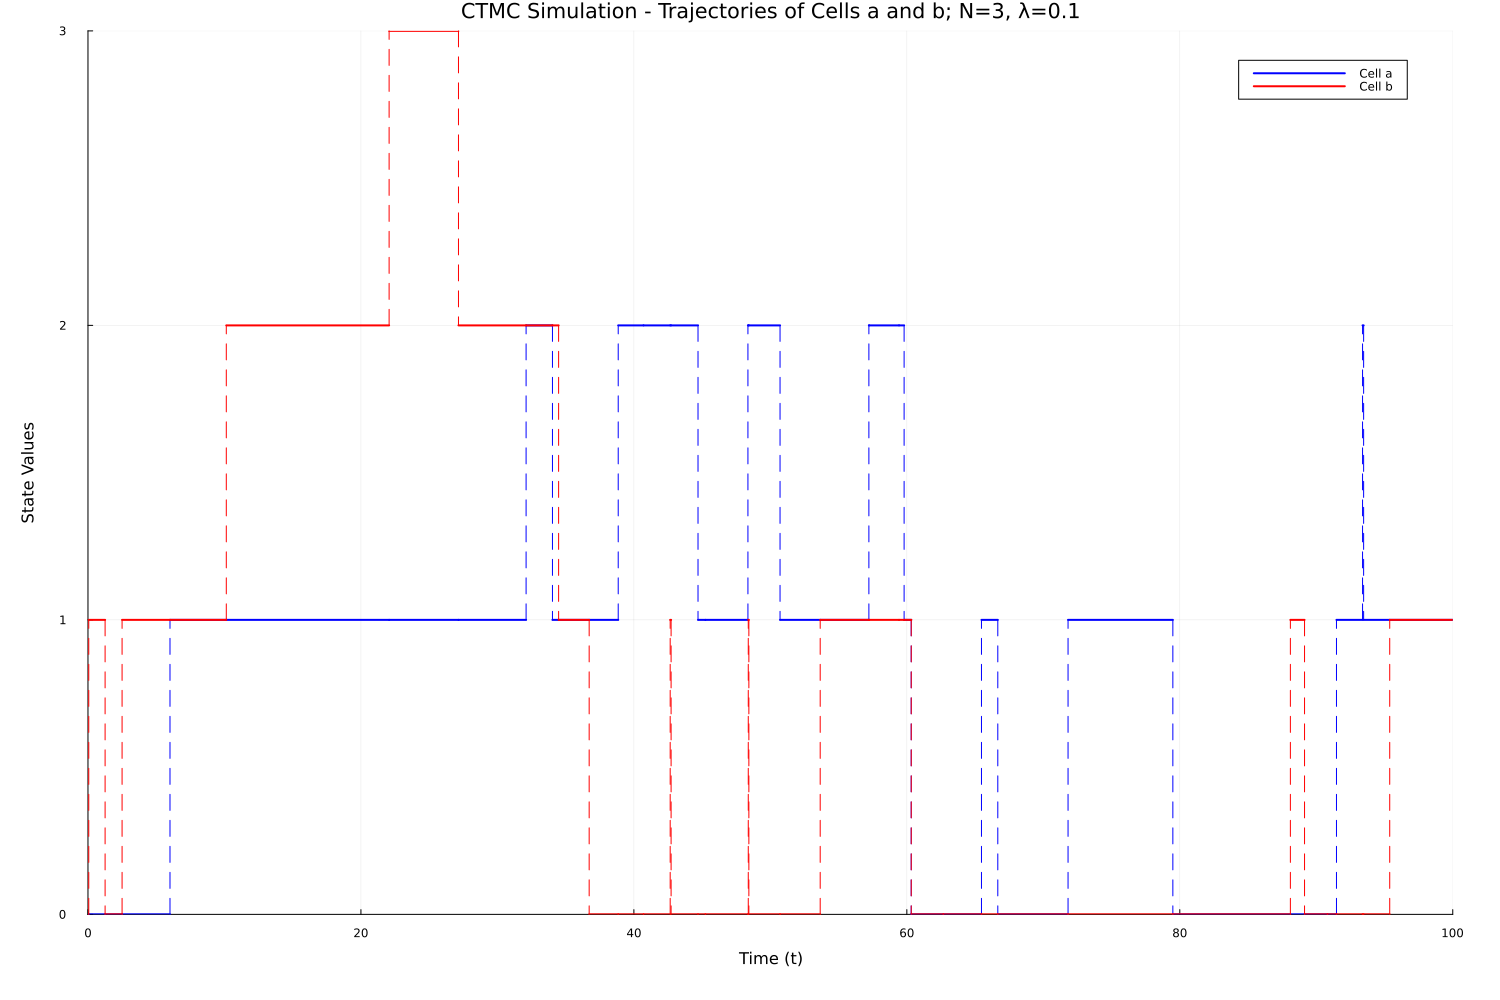 CTMC Simulation - Trajectories of Cells a and b; N=3, λ=0.1
Cell a
Cell b
State Values
3
2
1
0
0 20 40 60 80 100
Time (t)